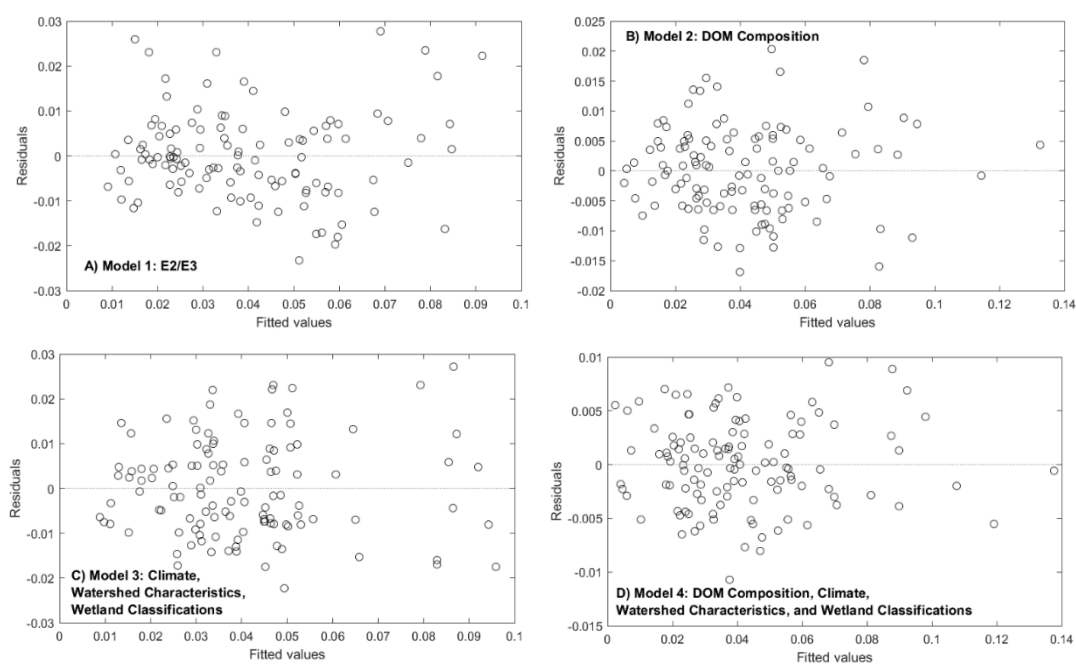 0.03
0.02
0.01
0
-0.01
-0.02
-0.03
Residuals
A) Model 1: E2/E3
0 0.01 0.02 0.03 0.04 0.05 0.06 0.07 0.08 0.09 0.1
Fitted values
0.025
0.02
0.015
0.01
0.005
0
-0.005
-0.01
-0.015
-0.02
Residuals
B) Model 2: DOM Composition
0 0.02 0.04 0.06 0.08 0.1 0.12 0.14
Fitted values
0.03
0.02
0.01
0
-0.01
-0.02
-0.03
Residuals
C) Model 3: Climate,
Watershed Characteristics,
Wetland Classifications
0 0.01 0.02 0.03 0.04 0.05 0.06 0.07 0.08 0.09 0.1
Fitted values
0.01
0.005
0
-0.005
-0.01
-0.015
Residuals
D) Model 4: DOM Composition, Climate,
Watershed Characteristics, and Wetland Classifications
0 0.02 0.04 0.06 0.08 0.1 0.12 0.14
Fitted values